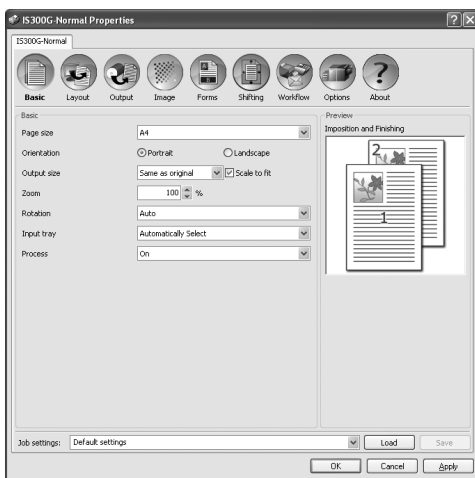 IS300G-Normal Properties
IS300G-Normal
Basic Layout Output Image Forms Shifting Workflow Options About
Basic
Page size A4
Orientation Portrait Landscape
Output size Same as original Scale to fit
Zoom 100 %
Rotation Auto
Input tray Automatically Select
Process On
Preview
Imposition and Finishing
2
1
Job settings: Default settings Load Save
OK Cancel Apply